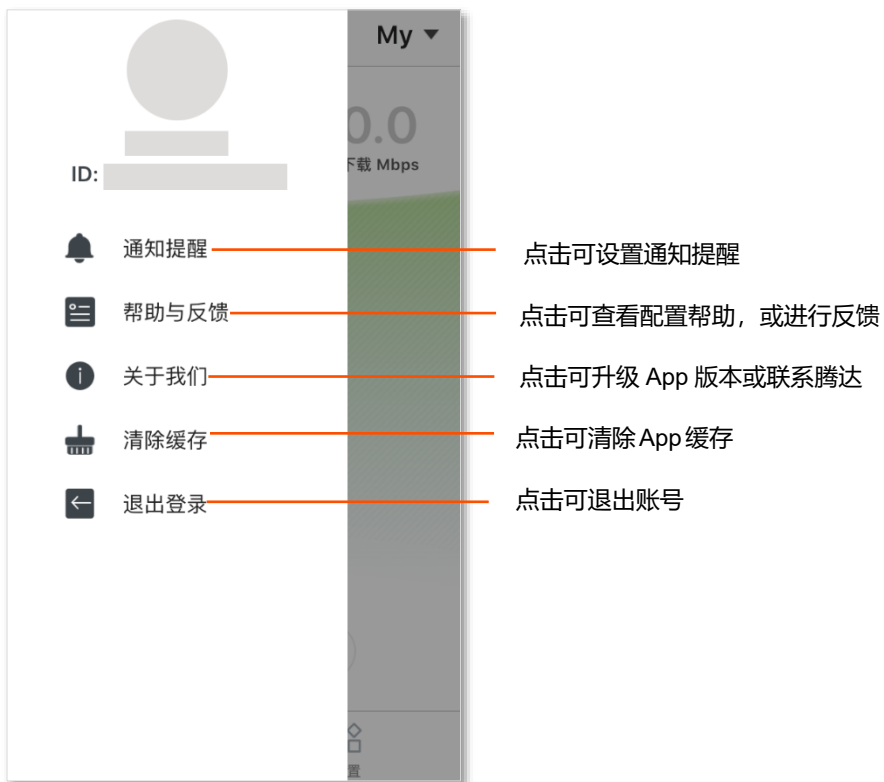 My
0.0
下载 Mbps
ID:
通知提醒
点击可设置通知提醒
帮助与反馈
点击可查看配置帮助，或进行反馈
关于我们
点击可升级 App 版本或联系腾达
清除缓存
点击可清除App缓存
退出登录
点击可退出账号
置